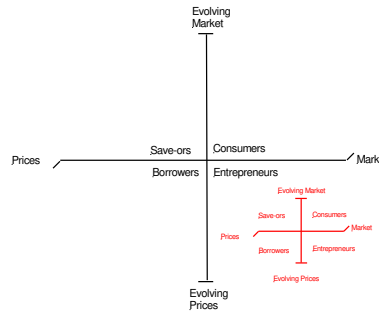 Evolving
Market
Save-ors Consumers
Prices Mark
Borrowers Entrepreneurs
Evolving Market
Save-ors Consumers
Market
Prices
Borrowers Entrepreneurs
Evolving Prices
Evolving
Prices